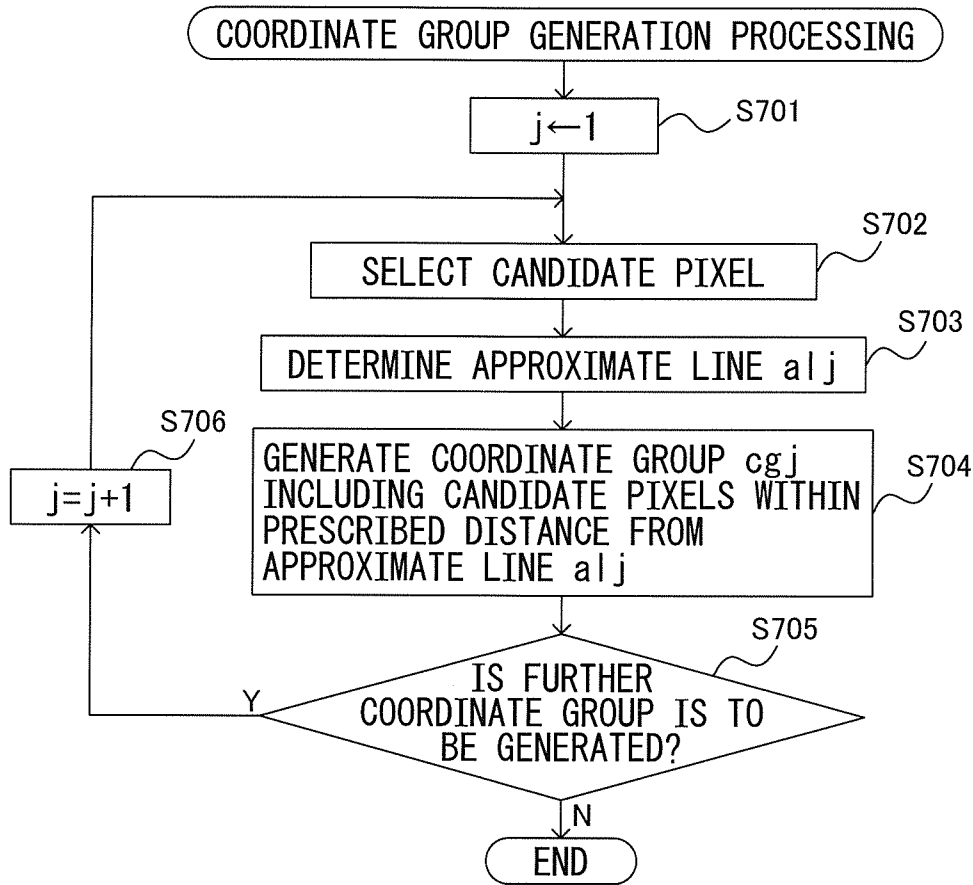 COORDINATE GROUP GENERATION PROCESSING
j←1
S701
S702
SELECT CANDIDATE PIXEL
S703
DETERMINE APPROXIMATE LINE alj
S706
j=j+1
GENERATE COORDINATE GROUP cgj
INCLUDING CANDIDATE PIXELS WITHIN
PRESCRIBED DISTANCE FROM
APPROXIMATE LINE alj
S704
S705
IS FURTHER
COORDINATE GROUP IS TO
BE GENERATED?
Y
N
END